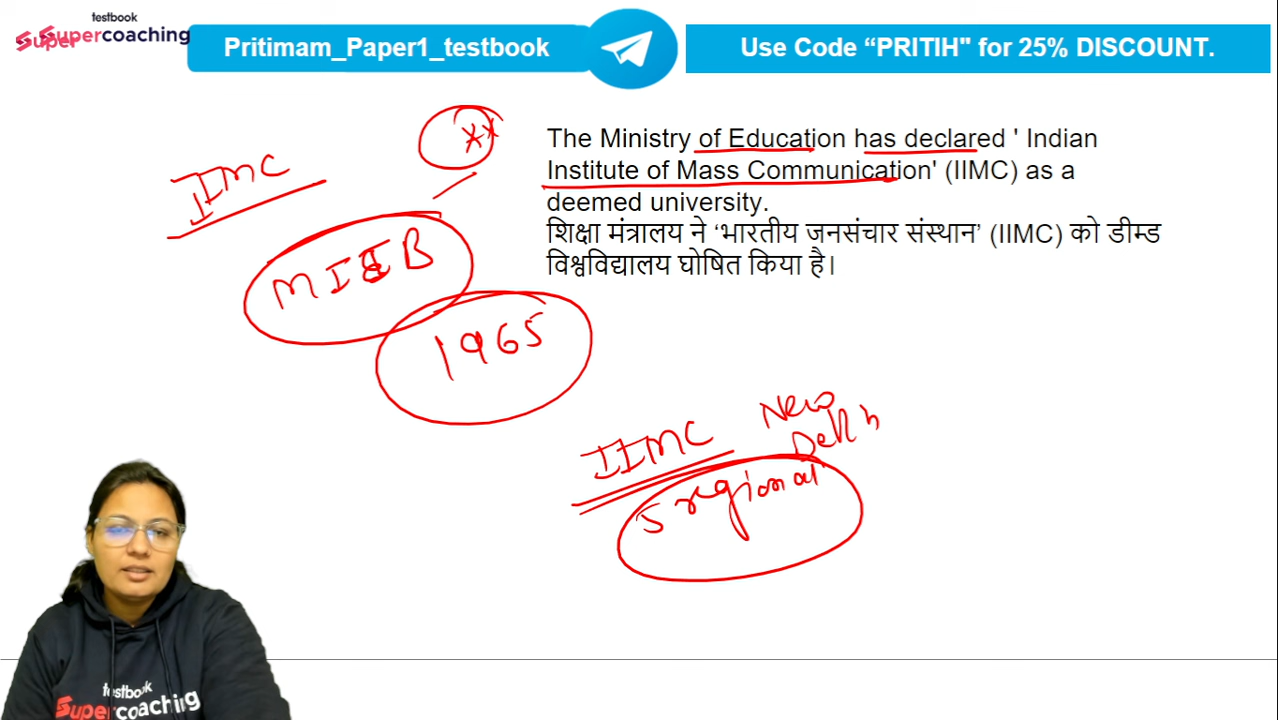 testbook
Supercoaching
Super
Pritimam_Paper1_testbook
Use Code “PRITIH" for 25% DISCOUNT.
The Ministry of Education has declared ' Indian
Institute of Mass Communication' (IIMC) as a
deemed university.
शिक्षा मंत्रालय ने ‘भारतीय जनसंचार संस्थान’ (IIMC) को डीम्ड
विश्वविद्यालय घोषित किया है।
IIMC
1965
IIMC
New
Delhi
5 regional
testbook
Supercoaching